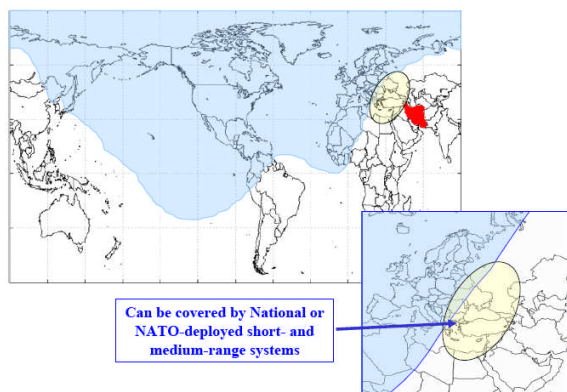 Can be covered by National or
NATO-deployed short- and
medium-range systems